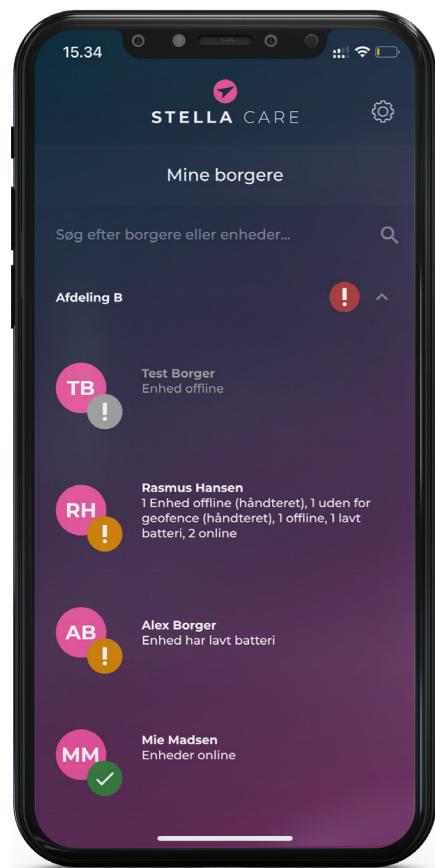 15.34
STELLA CARE
Mine borgere
Søg efter borgere eller enheder...
Afdeling B
!
TB
!
Test Borger
Enhed offline
RH
!
Rasmus Hansen
1 Enhed offline (håndteret), 1 uden for
geofence (håndteret), 1 offline, 1 lavt
batteri, 2 online
AB
!
Alex Borger
Enhed har lavt batteri
MM
Mie Madsen
Enheder online